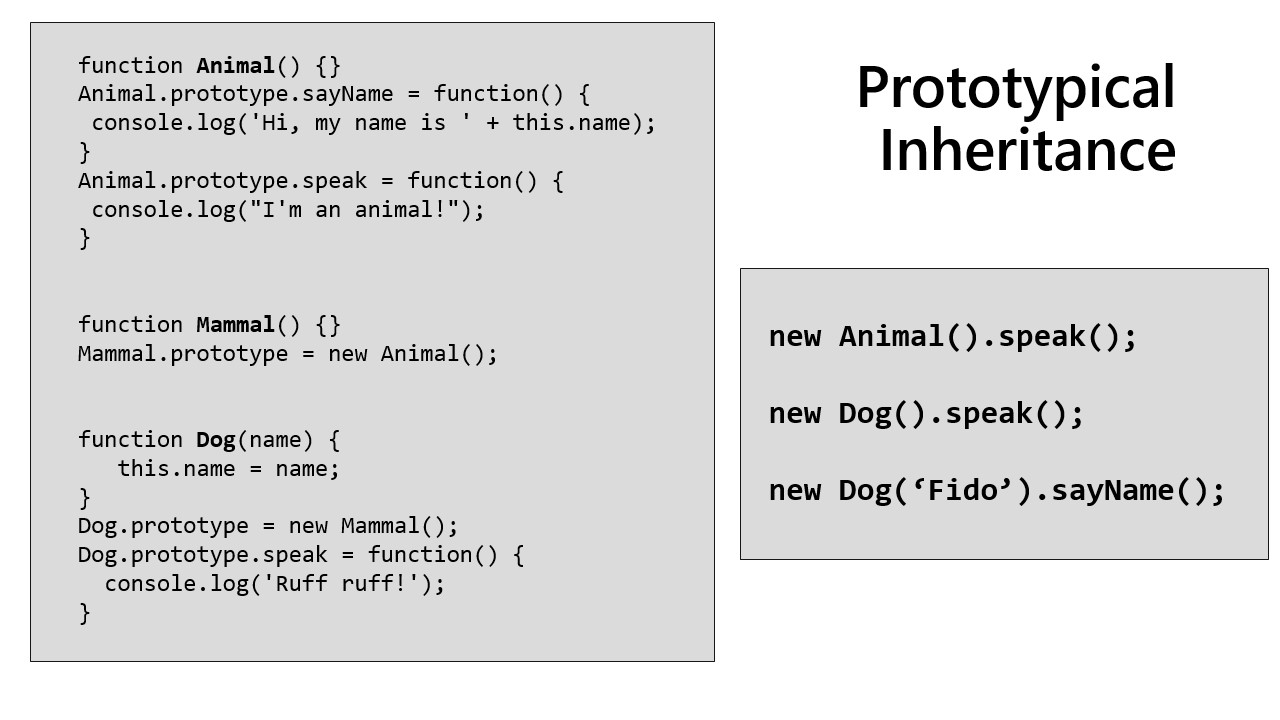 function Animal() {}
Animal.prototype.sayName = function() {
 console.log('Hi, my name is ' + this.name);
}
Animal.prototype.speak = function() {
 console.log("I'm an animal!");
}
function Mammal() {}
Mammal.prototype = new Animal();
function Dog(name) {
   this.name = name;
}
Dog.prototype = new Mammal();
Dog.prototype.speak = function() {
  console.log('Ruff ruff!');
}
Prototypical
Inheritance
new Animal().speak();
new Dog().speak();
new Dog(‘Fido’).sayName();